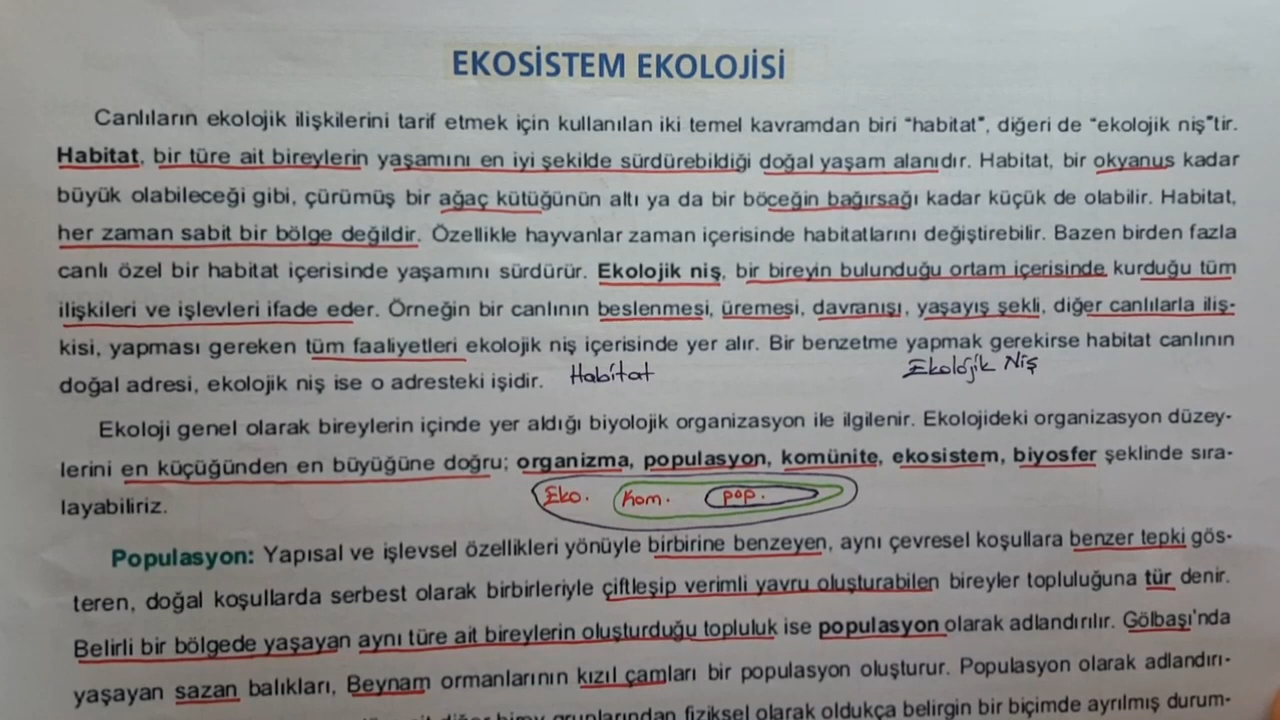 EKOSİSTEM EKOLOJİSİ
Canlıların ekolojik ilişkilerini tarif etmek için kullanılan iki temel kavramdan biri "habitat", diğeri de "ekolojik niş"tir.
Habitat, bir türe ait bireylerin yaşamını en iyi şekilde sürdürebildiği doğal yaşam alanıdır. Habitat, bir okyanus kadar
büyük olabileceği gibi, çürümüş bir ağaç kütüğünün altı ya da bir böceğin bağırsağı kadar küçük de olabilir. Habitat,
her zaman sabit bir bölge değildir. Özellikle hayvanlar zaman içerisinde habitatlarını değiştirebilir. Bazen birden fazla
canlı özel bir habitat içerisinde yaşamını sürdürür. Ekolojik niş, bir bireyin bulunduğu ortam içerisinde kurduğu tüm
ilişkileri ve işlevleri ifade eder. Örneğin bir canlının beslenmesi, üremesi, davranışı, yaşayış şekli, diğer canlılarla iliş-
kisi, yapması gereken tüm faaliyetleri ekolojik niş içerisinde yer alır. Bir benzetme yapmak gerekirse habitat canlının
doğal adresi, ekolojik niş ise o adresteki işidir. Habitat Ekolojik Niş
Ekoloji genel olarak bireylerin içinde yer aldığı biyolojik organizasyon ile ilgilenir. Ekolojideki organizasyon düzey-
lerini en küçüğünden en büyüğüne doğru; organizma, populasyon, komünite, ekosistem, biyosfer şeklinde sıra-
layabiliriz. Eko. Kom. pop.
Populasyon: Yapısal ve işlevsel özellikleri yönüyle birbirine benzeyen, aynı çevresel koşullara benzer tepki gös-
teren, doğal koşullarda serbest olarak birbirleriyle çiftleşip verimli yavru oluşturabilen bireyler topluluğuna tür denir.
Belirli bir bölgede yaşayan aynı türe ait bireylerin oluşturduğu topluluk ise populasyon olarak adlandırılır. Gölbaşı'nda
yaşayan sazan balıkları, Beynam ormanlarının kızıl çamları bir populasyon oluşturur. Populasyon olarak adlandırı-
fiziksel olarak oldukça belirgin bir biçimde ayrılmış durum-